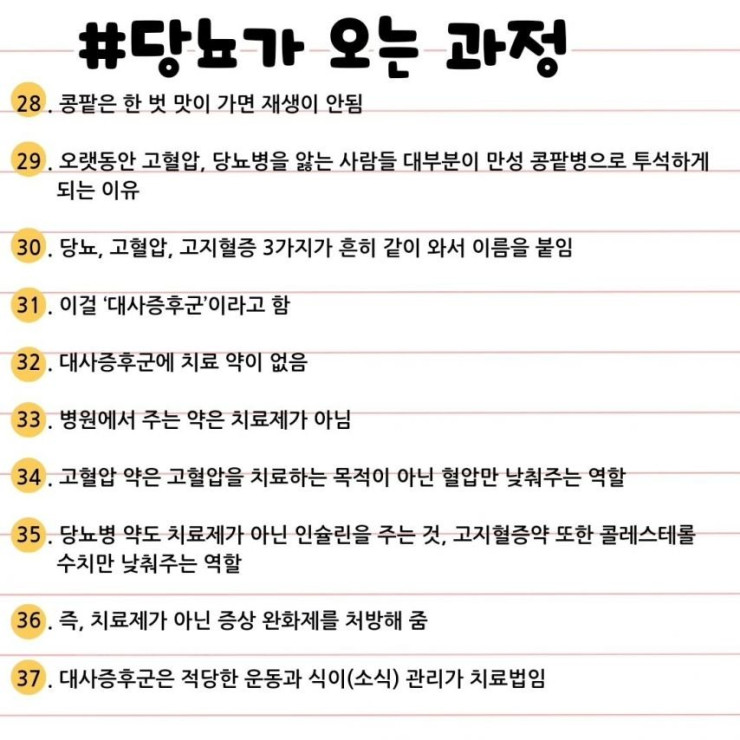 #당뇨가 오는 과정
28. 콩팥은 한 벗 맛이 가면 재생이 안됨
29. 오랫동안 고혈압, 당뇨병을 앓는 사람들 대부분이 만성 콩팥병으로 투석하게
되는 이유
30. 당뇨, 고혈압, 고지혈증 3가지가 흔히 같이 와서 이름을 붙임
31. 이걸 '대사증후군'이라고 함
32. 대사증후군에 치료 약이 없음
33. 병원에서 주는 약은 치료제가 아님
34. 고혈압 약은 고혈압을 치료하는 목적이 아닌 혈압만 낮춰주는 역할
35. 당뇨병 약도 치료제가 아닌 인슐린을 주는 것, 고지혈증약 또한 콜레스테롤
수치만 낮춰주는 역할
36. 즉, 치료제가 아닌 증상 완화제를 처방해 줌
37. 대사증후군은 적당한 운동과 식이(소식) 관리가 치료법임